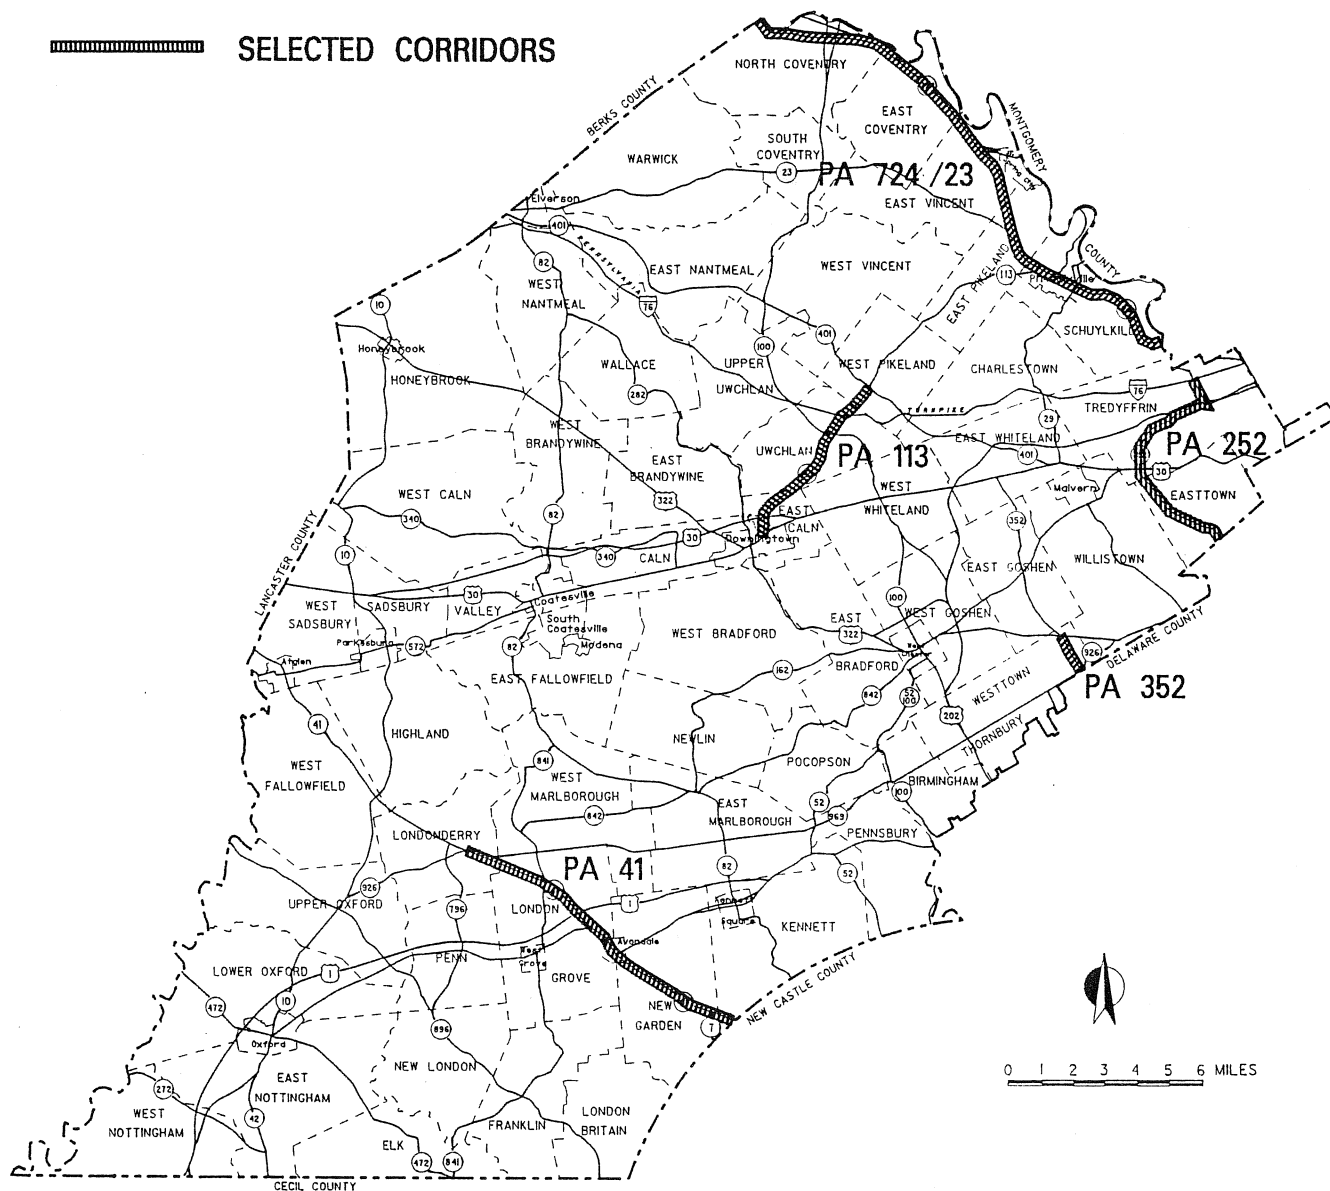 SELECTED CORRIDORS
NORTH COVENTRY
BERKS COUNTY
EAST
COVENTRY
MONTGOMERY
SOUTH
COVENTRY
WARWICK
23
PA 724/23
Elverson
EAST VINCENT
401
PENNSYLVANIA
82
EAST NANTMEAL
WEST VINCENT
COUNTY
WEST
NANTMEAL
76
EAST PIKELAND
113
10
SCHUYLKILL
401
Honeybrook
100
WALLACE
UPPER
UWCHLAN
WEST PIKELAND
CHARLESTOWN
HONEYBROOK
282
76
TURNPIKE
TREDYFFRIN
29
WEST
BRANDYWINE
EAST WHITELAND
PA 252
UWCHLAN
PA 113
401
EAST
BRANDYWINE
30
WEST CALN
322
WEST
WHITELAND
Malvern
EASTTOWN
340
82
EAST
CALN
352
30
Downingtown
LANCASTER COUNTY
10
340
CALN
EAST GOSHEN
WILLISTOWN
WEST
SADSBURY
SADSBURY
30
VALLEY
Coatesville
100
WEST GOSHEN
South
Coatesville
WEST BRADFORD
EAST
322
BRADFORD
Parkesburg
572
82
Modena
DELAWARE COUNTY
926
Atglen
EAST FALLOWFIELD
162
PA 352
842
52
100
WESTTOWN
202
41
HIGHLAND
NEWLIN
THORNBURY
WEST
FALLOWFIELD
841
POCOPSON
WEST
MARLBOROUGH
BIRMINGHAM
100
842
EAST
MARLBOROUGH
52
969
PENNSBURY
LONDONDERRY
PA 41
82
52
926
UPPER OXFORD
796
LONDON
1
Kennett
Square
KENNETT
Avondale
West
Grove
PENN
LOWER OXFORD
1
GROVE
NEW CASTLE COUNTY
10
472
NEW
GARDEN
7
Oxford
896
NEW LONDON
0 1 2 3 4 5 6 MILES
272
EAST
NOTTINGHAM
WEST
NOTTINGHAM
42
LONDON
BRITAIN
FRANKLIN
ELK
472
841
CECIL COUNTY